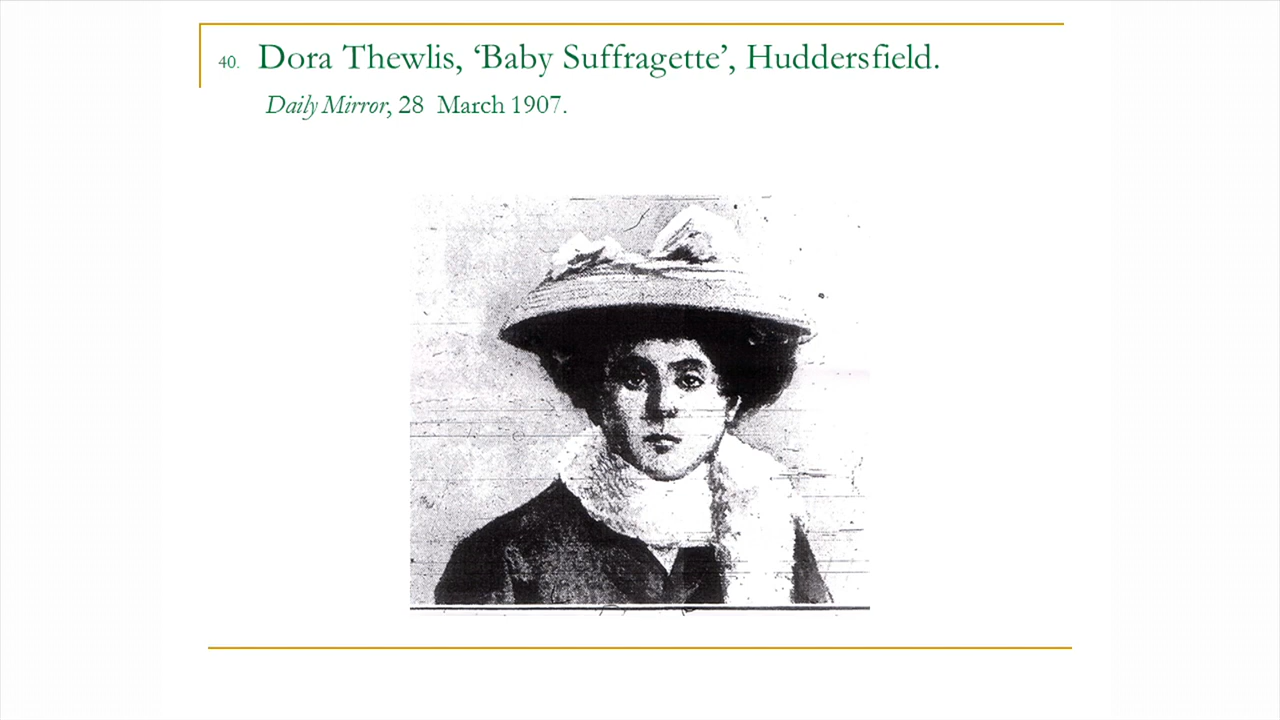 40. Dora Thewlis, ‘Baby Suffragette’, Huddersfield.
Daily Mirror, 28 March 1907.